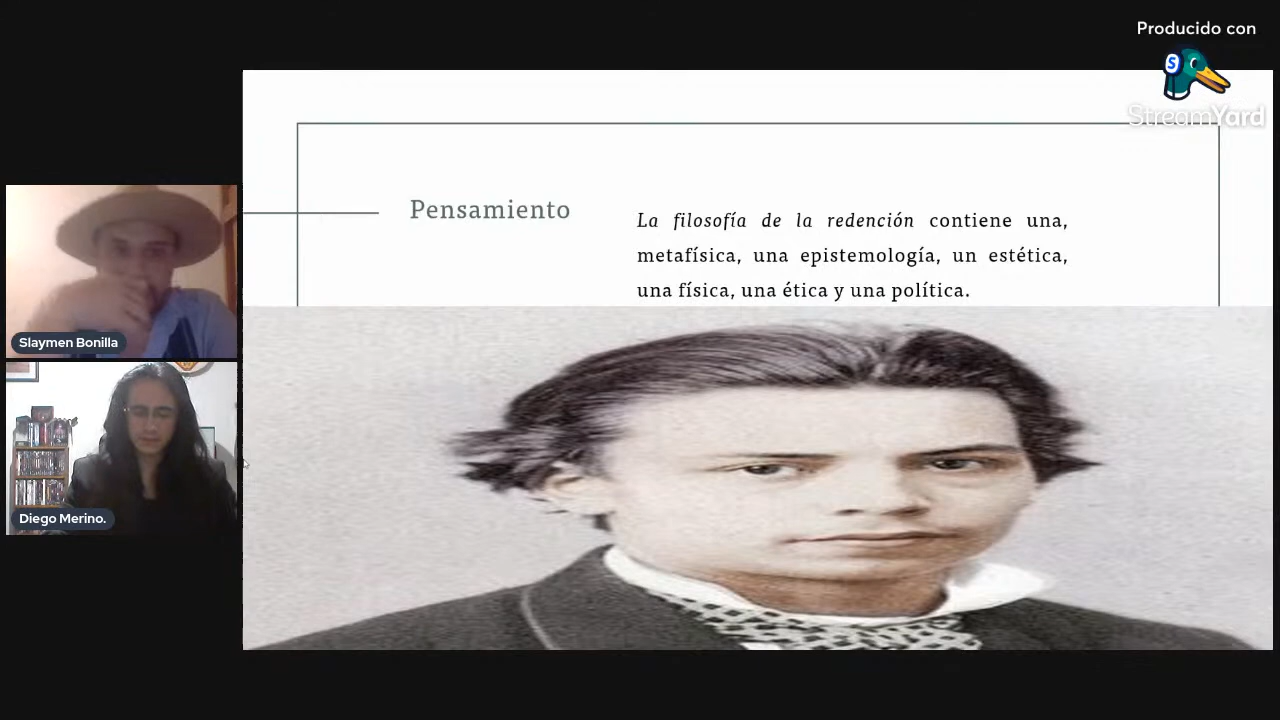 Producido con
StreamYard
Pensamiento
La filosofía de la redención contiene una,
metafísica, una epistemología, un estética,
una física, una ética y una política.
Slaymen Bonilla
Diego Merino.